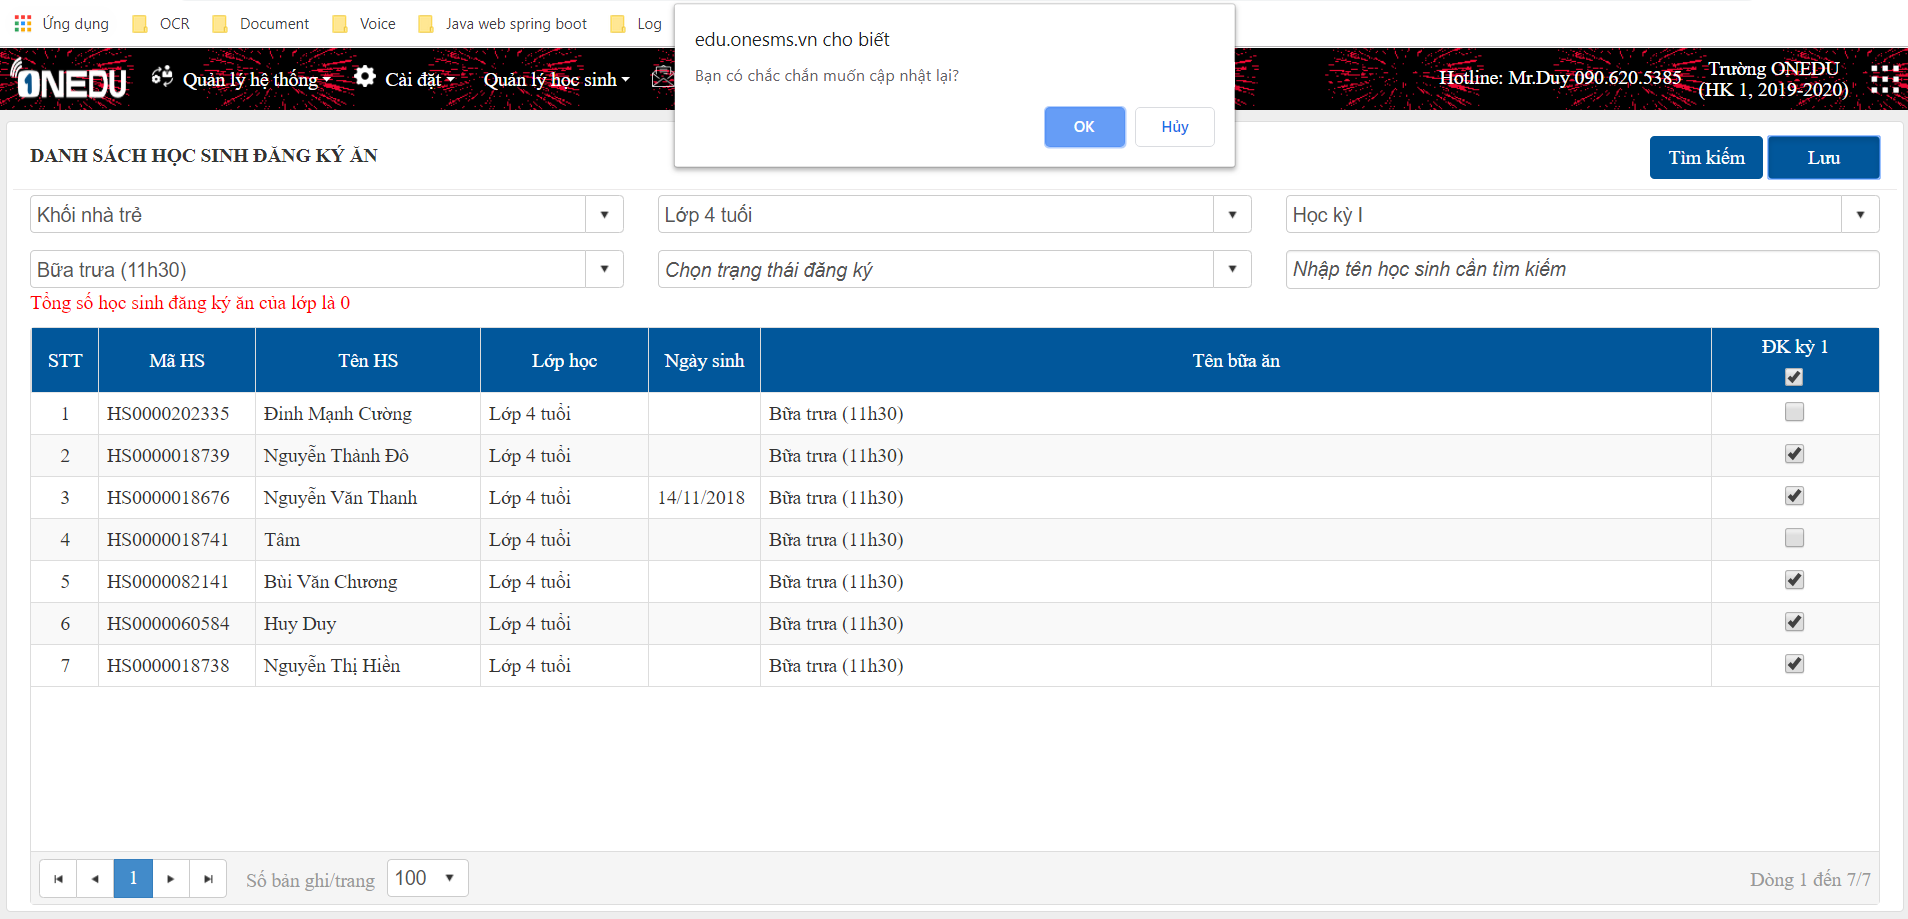 Ứng dụng OCR Document Voice Java web spring boot Log
edu.onesms.vn cho biết
Bạn có chắc chắn muốn cập nhật lại?
OK Hủy
ONEDU Quản lý hệ thống Cài đặt Quản lý học sinh Hotline: Mr.Duy 090.620.5385 Trường ONEDU
(HK 1, 2019-2020)
DANH SÁCH HỌC SINH ĐĂNG KÝ ĂN Tìm kiếm Lưu
Khối nhà trẻ Lớp 4 tuổi Học kỳ I
Bữa trưa (11h30) Chọn trạng thái đăng ký Nhập tên học sinh cần tìm kiếm
Tổng số học sinh đăng ký ăn của lớp là 0
STT Mã HS Tên HS Lớp học Ngày sinh Tên bữa ăn ĐK kỳ 1
1 HS0000202335 Đinh Mạnh Cường Lớp 4 tuổi Bữa trưa (11h30)
2 HS0000018739 Nguyễn Thành Đô Lớp 4 tuổi Bữa trưa (11h30)
3 HS0000018676 Nguyễn Văn Thanh Lớp 4 tuổi 14/11/2018 Bữa trưa (11h30)
4 HS0000018741 Tâm Lớp 4 tuổi Bữa trưa (11h30)
5 HS0000082141 Bùi Văn Chương Lớp 4 tuổi Bữa trưa (11h30)
6 HS0000060584 Huy Duy Lớp 4 tuổi Bữa trưa (11h30)
7 HS0000018738 Nguyễn Thị Hiền Lớp 4 tuổi Bữa trưa (11h30)
1 Số bản ghi/trang 100 Dòng 1 đến 7/7